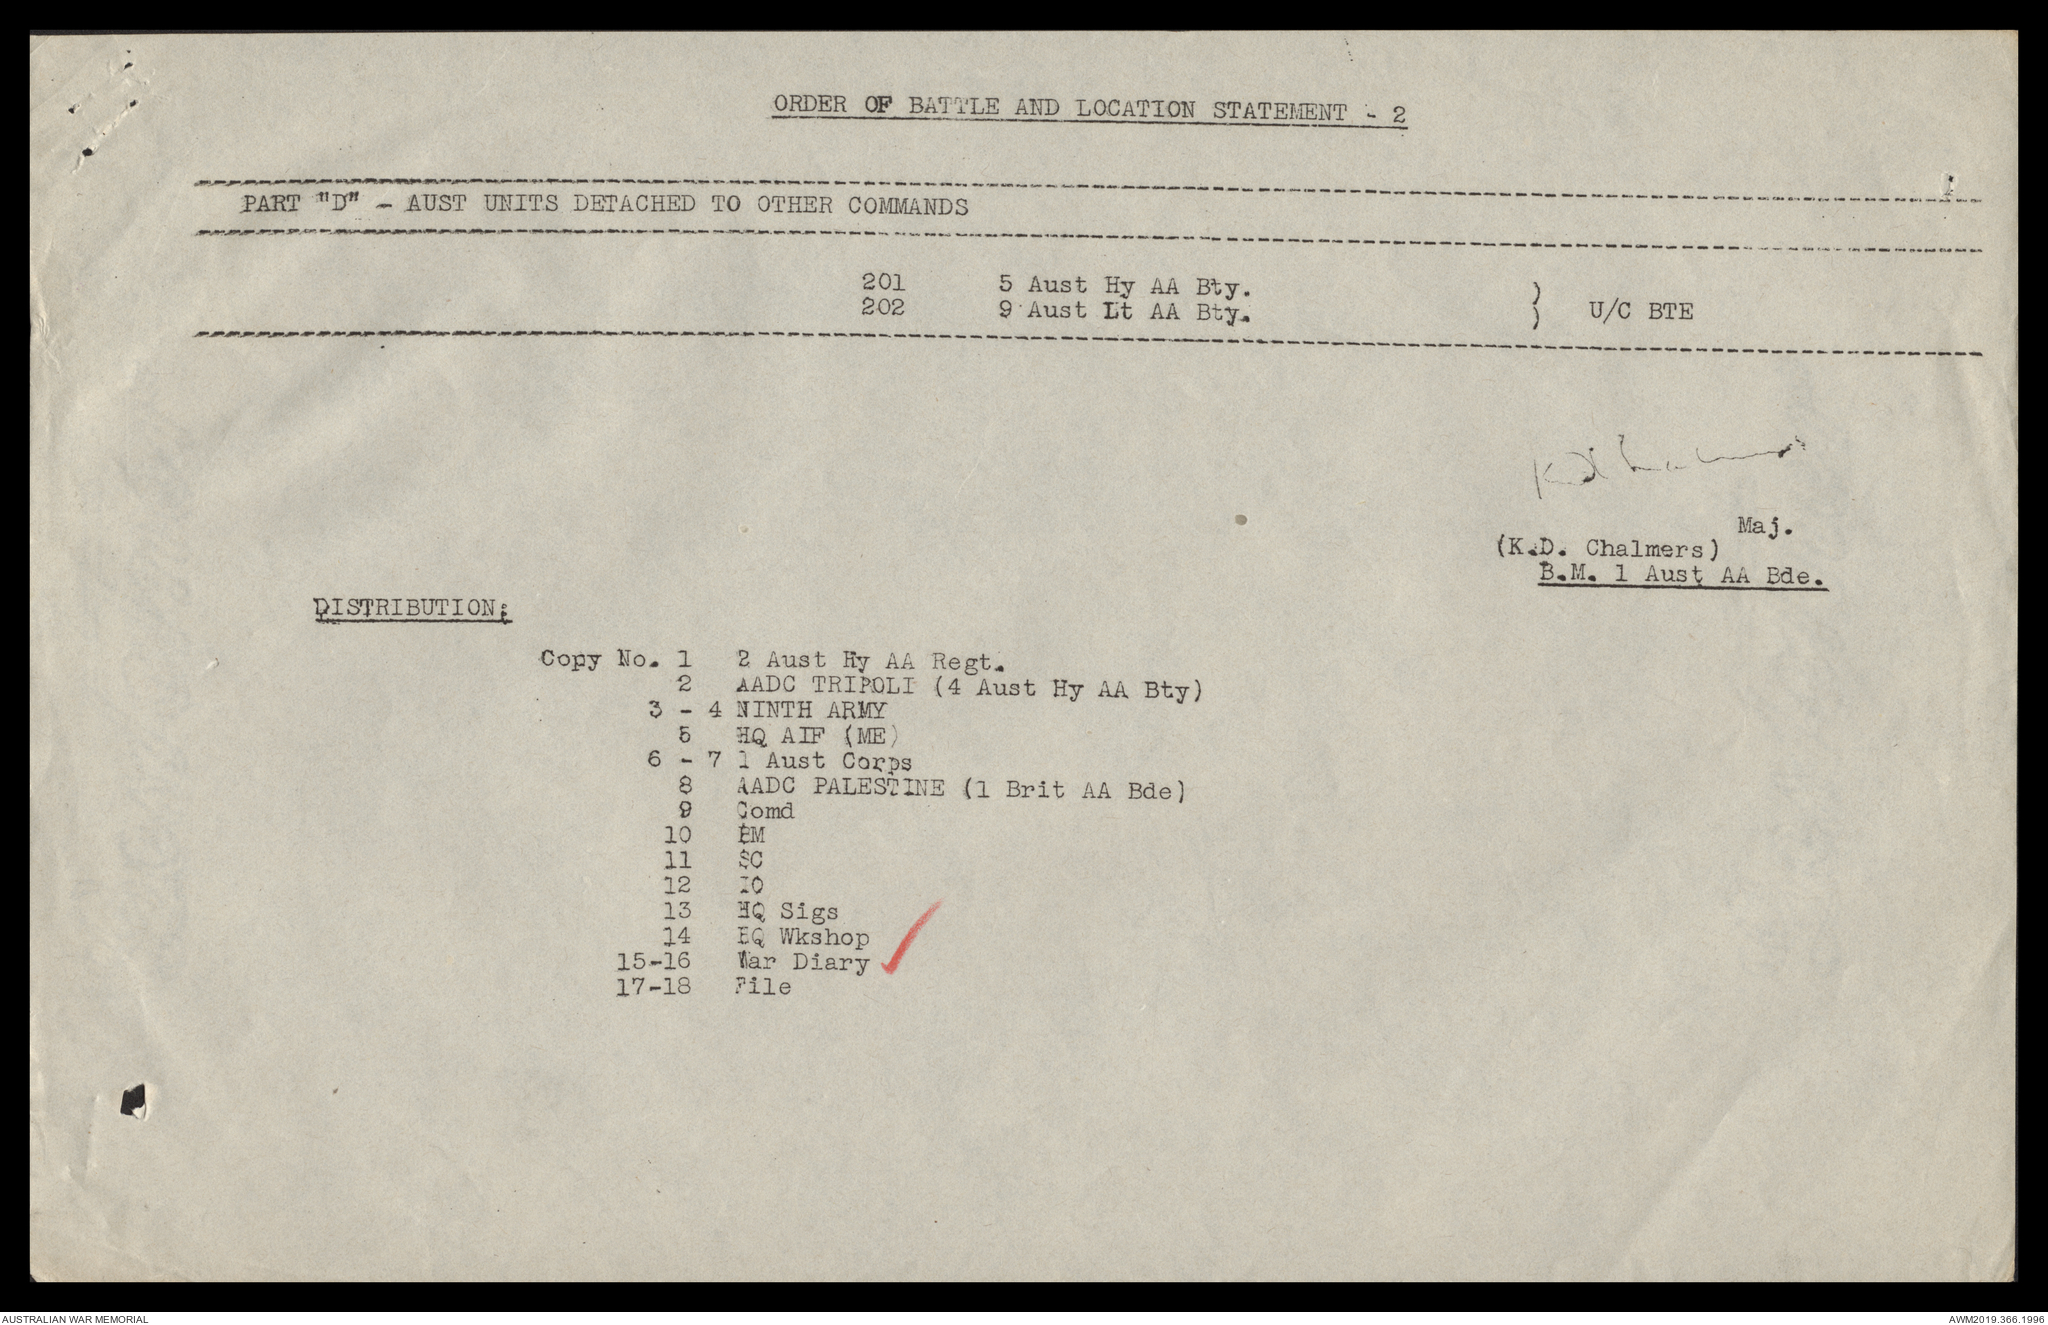 ORDER OF BATTLE AND LOCATION STATEMENT - 2
PART "D" - AUST UNITS DETACHED TO OTHER COMMANDS
201 5 Aust Hy AA Bty. )
202 9 Aust Lt AA Bty. ) U/C BTE
Maj.
(K.D. Chalmers)
B.M. 1 Aust AA Bde.
DISTRIBUTION:
Copy No. 1 2 Aust Hy AA Regt.
2 AADC TRIPOLI (4 Aust Hy AA Bty)
3 - 4 NINTH ARMY
5 HQ AIF (ME)
6 - 7 1 Aust Corps
8 AADC PALESTINE (1 Brit AA Bde)
9 Comd
10 BM
11 SC
12 IO
13 HQ Sigs
14 HQ Wkshop
15-16 War Diary
17-18 File
AUSTRALIAN WAR MEMORIAL
AWM2019.366.1996